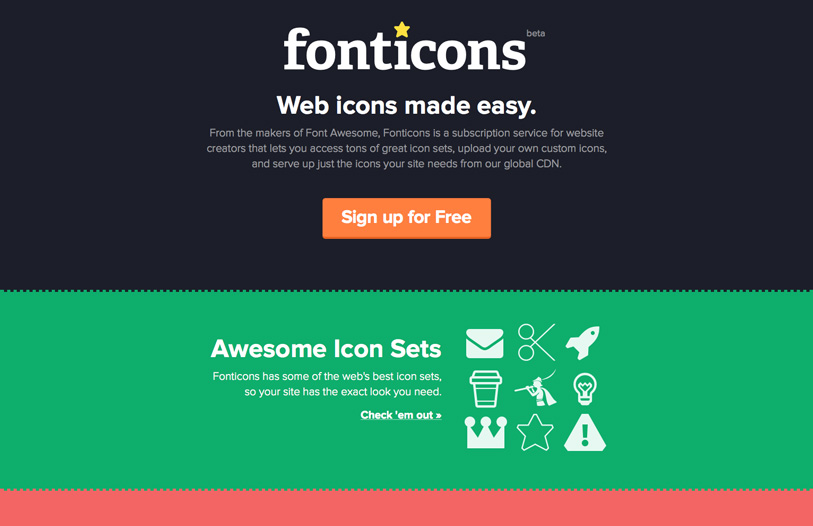 fonticons beta
Web icons made easy.
From the makers of Font Awesome, Fonticons is a subscription service for website
creators that lets you access tons of great icon sets, upload your own custom icons,
and serve up just the icons your site needs from our global CDN.
Sign up for Free
Awesome Icon Sets
Fonticons has some of the web's best icon sets,
so your site has the exact look you need.
Check 'em out »